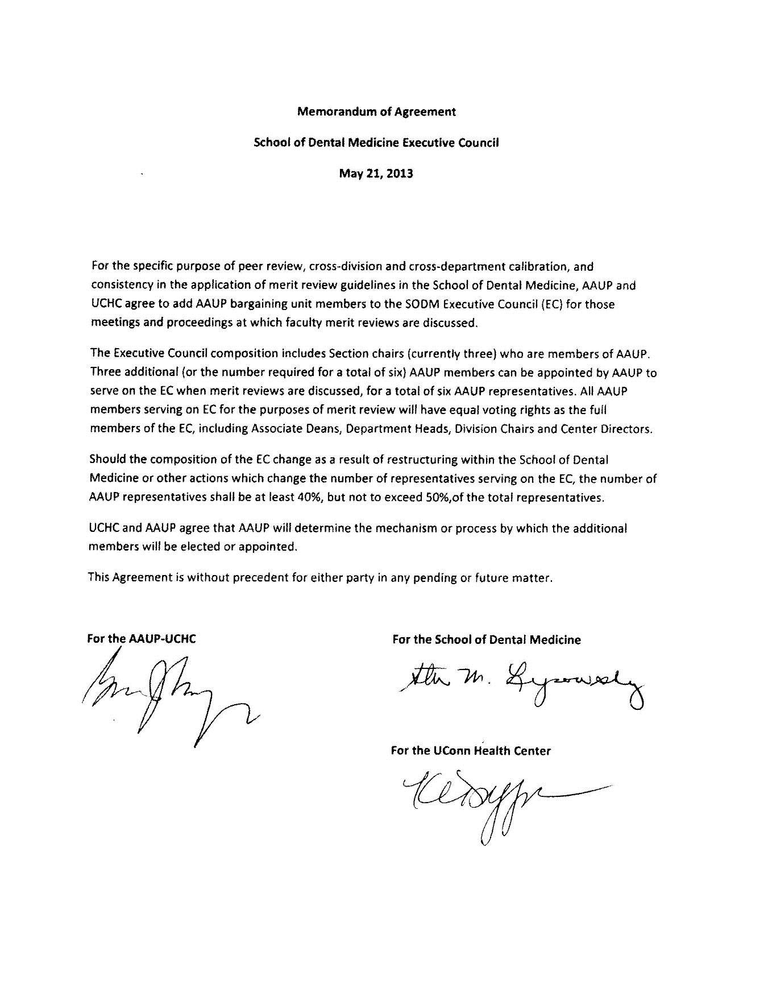 Memorandum of Agreement
School of Dental Medicine Executive Council
May 21, 2013
For the specific purpose of peer review, cross-division and cross-department calibration, and
consistency in the application of merit review guidelines in the School of Dental Medicine, AAUP and
UCHC agree to add AAUP bargaining unit members to the SODM Executive Council (EC) for those
meetings and proceedings at which faculty merit reviews are discussed.
The Executive Council composition includes Section chairs (currently three) who are members of AAUP.
Three additional (or the number required for a total of six) AAUP members can be appointed by AAUP to
serve on the EC when merit reviews are discussed, for a total of six AAUP representatives. All AAUP
members serving on EC for the purposes of merit review will have equal voting rights as the full
members of the EC, including Associate Deans, Department Heads, Division Chairs and Center Directors.
Should the composition of the EC change as a result of restructuring within the School of Dental
Medicine or other actions which change the number of representatives serving on the EC, the number of
AAUP representatives shall be at least 40%, but not to exceed 50%,of the total representatives.
UCHC and AAUP agree that AAUP will determine the mechanism or process by which the additional
members will be elected or appointed.
This Agreement is without precedent for either party in any pending or future matter.
For the AAUP-UCHC
For the School of Dental Medicine
M.
For the UConn Health Center